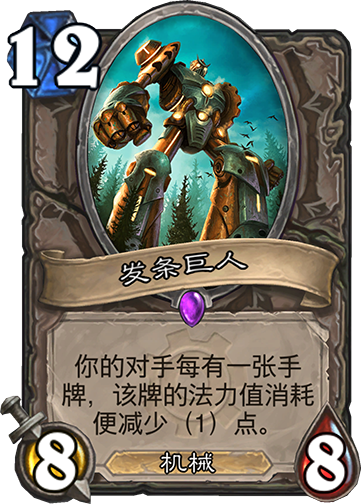 12
发条巨人
你的对手每有一张手
牌，该牌的法力值消耗
便减少（1）点。
8
机械
8